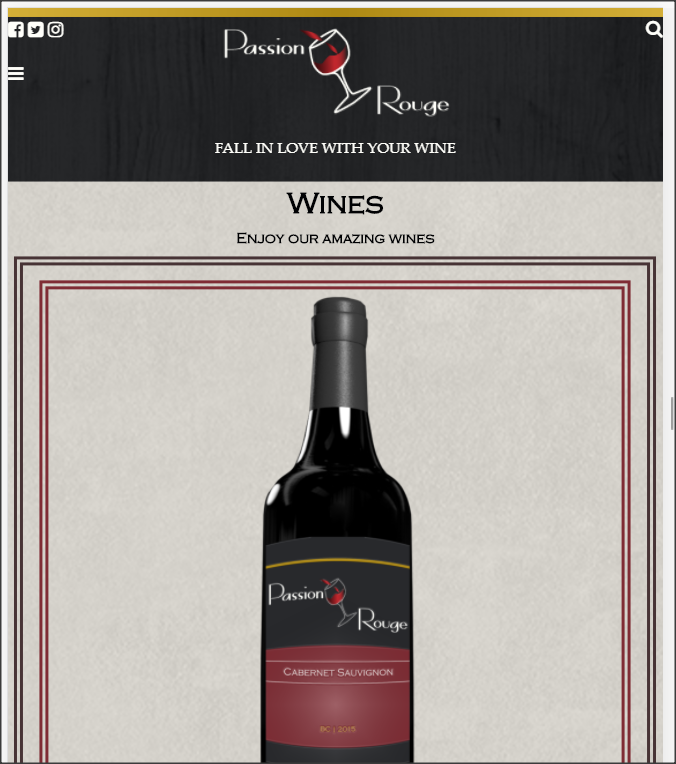 Passion
Rouge
FALL IN LOVE WITH YOUR WINE
Wines
Enjoy our amazing wines
Passion
Rouge
Cabernet Sauvignon
BC | 2015